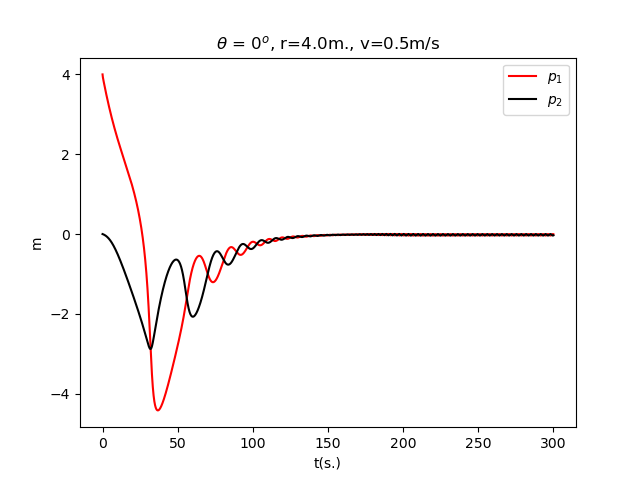 θ = 0°, r=4.0m., v=0.5m/s
p₁
p₂
4
2
0
−2
−4
m
0 50 100 150 200 250 300
t(s.)